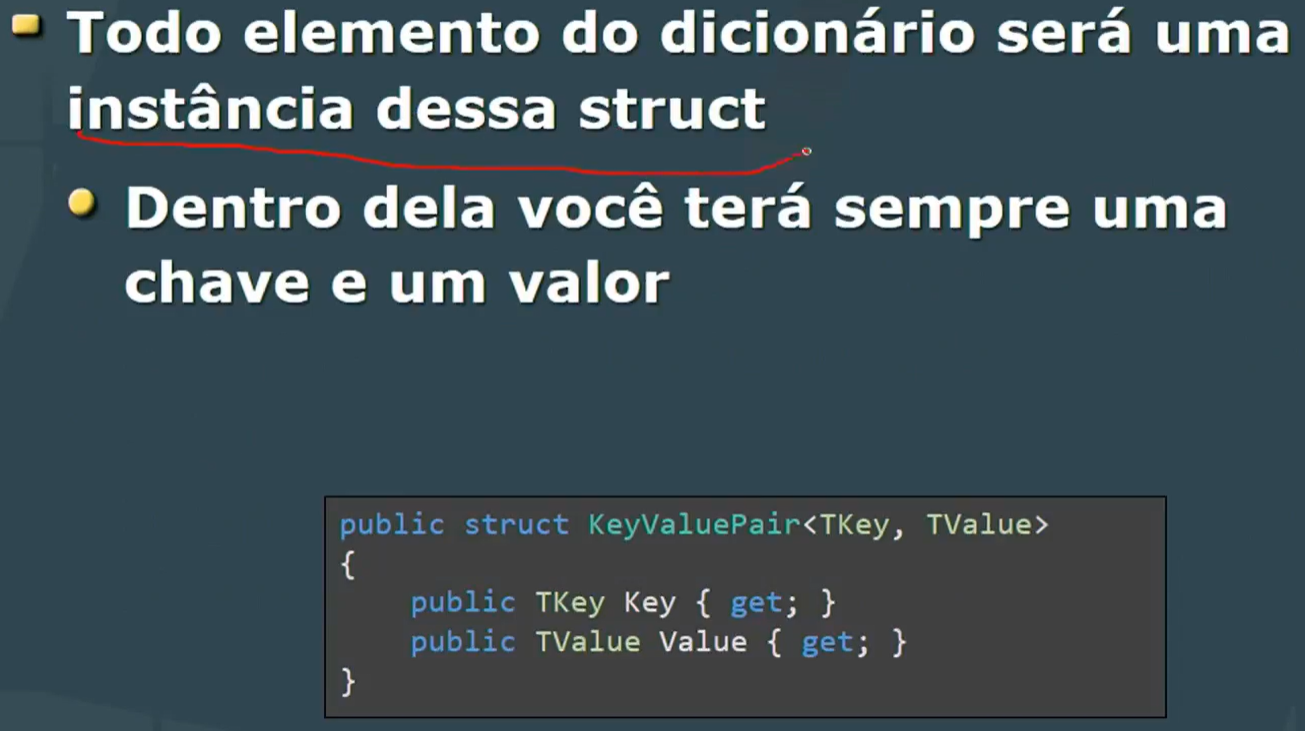 Todo elemento do dicionário será uma
instância dessa struct
Dentro dela você terá sempre uma
chave e um valor
public struct KeyValuePair<TKey, TValue>
{
    public TKey Key { get; }
    public TValue Value { get; }
}